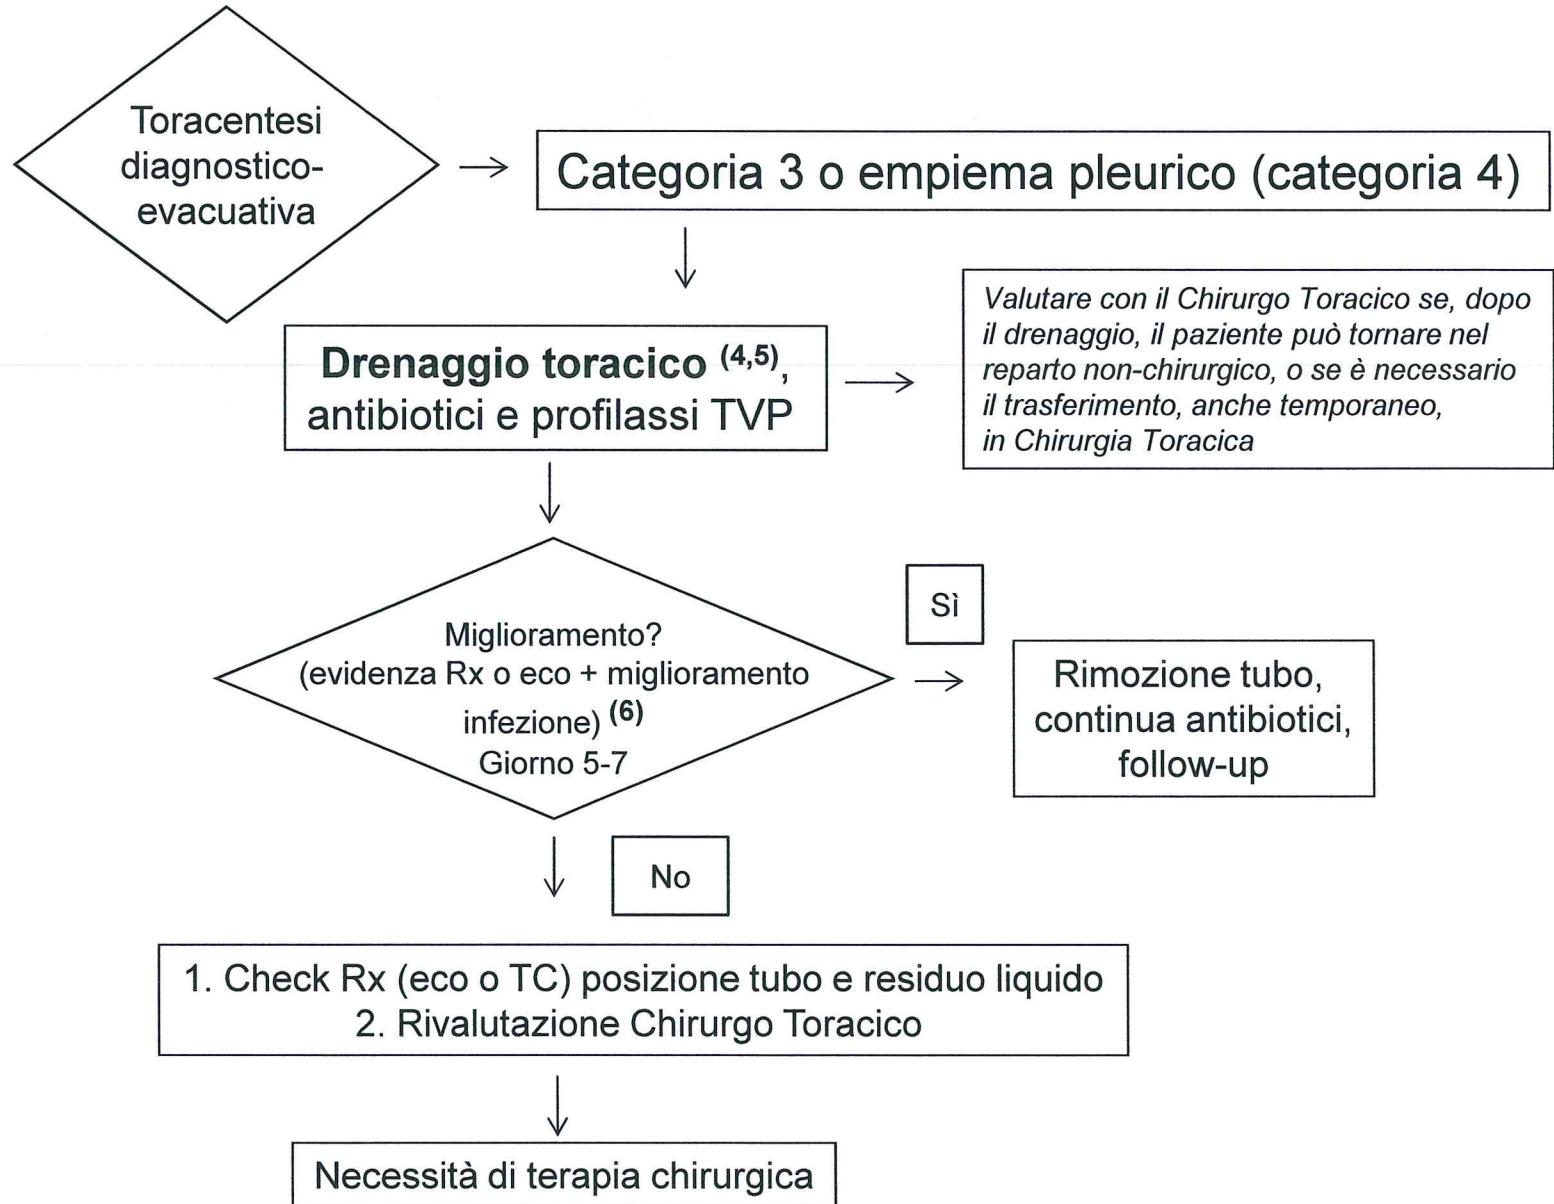 Toracentesi
diagnostico-
evacuativa
Categoria 3 o empiema pleurico (categoria 4)
Drenaggio toracico (4,5),
antibiotici e profilassi TVP
Valutare con il Chirurgo Toracico se, dopo
il drenaggio, il paziente può tornare nel
reparto non-chirurgico, o se è necessario
il trasferimento, anche temporaneo,
in Chirurgia Toracica
Miglioramento?
(evidenza Rx o eco + miglioramento
infezione) (6)
Giorno 5-7
Sì
Rimozione tubo,
continua antibiotici,
follow-up
No
1. Check Rx (eco o TC) posizione tubo e residuo liquido
2. Rivalutazione Chirurgo Toracico
Necessità di terapia chirurgica